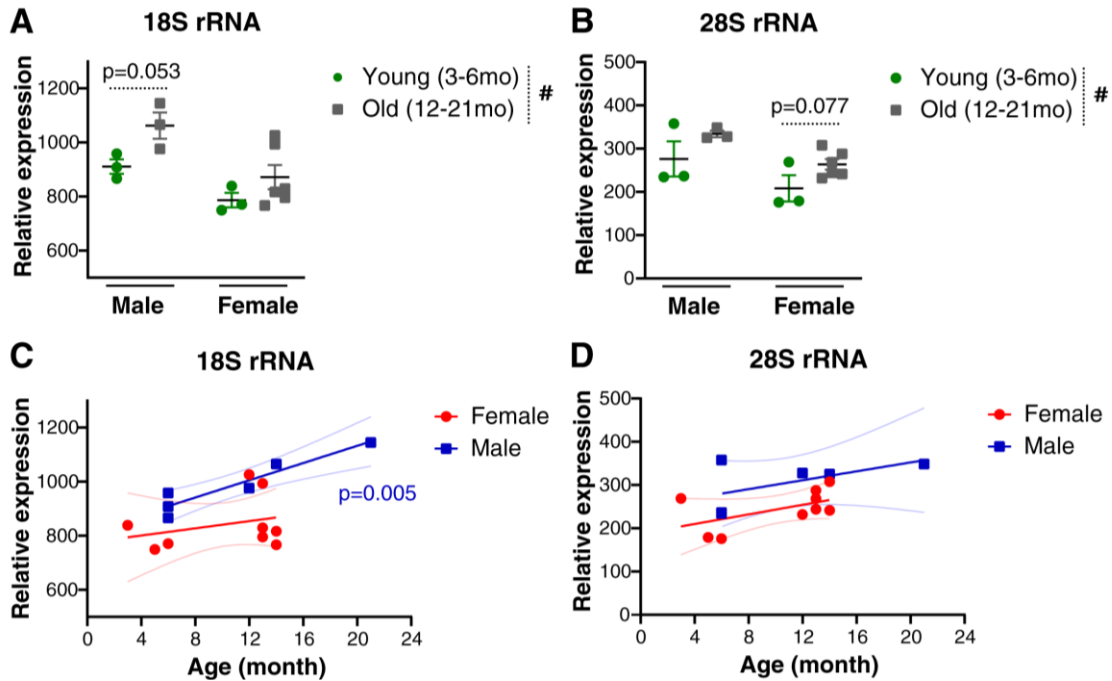 A
18S rRNA
Relative expression
1200
1000
800
600
p=0.053
Male
Female
Young (3-6mo)
Old (12-21mo)
#
B
28S rRNA
Relative expression
500
400
300
200
100
0
p=0.077
Male
Female
Young (3-6mo)
Old (12-21mo)
#
C
18S rRNA
Relative expression
1200
1000
800
600
p=0.005
0 4 8 12 16 20 24
Age (month)
Female
Male
D
28S rRNA
Relative expression
500
400
300
200
100
0
0 4 8 12 16 20 24
Age (month)
Female
Male